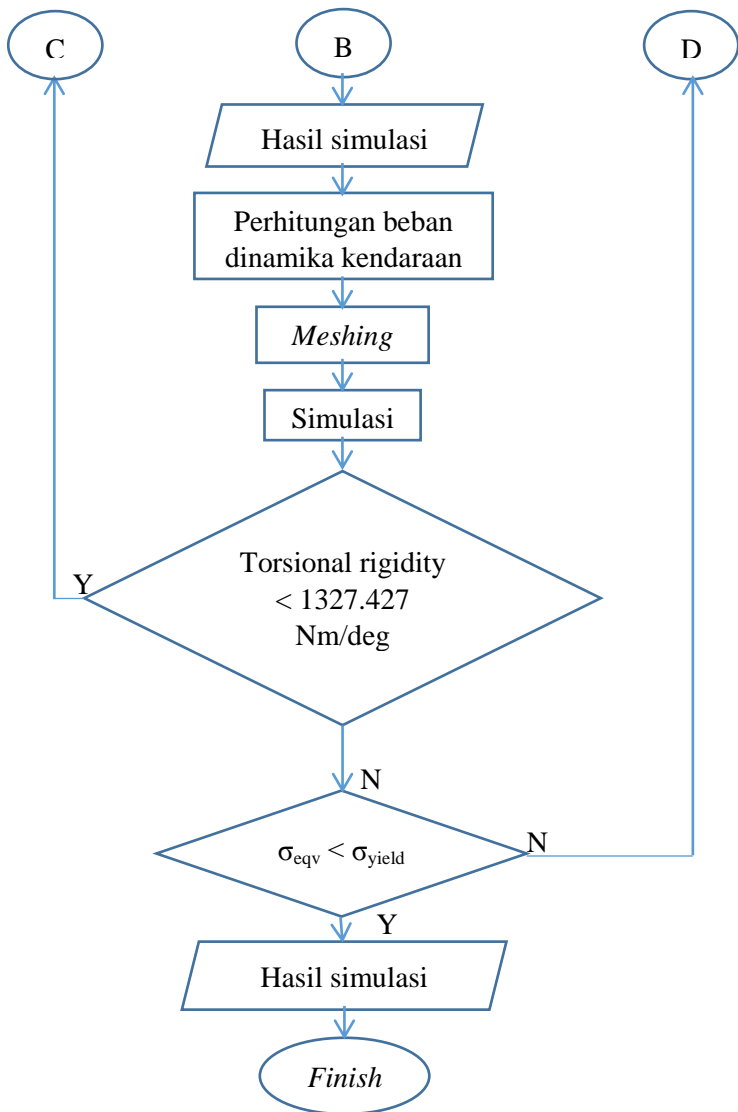 C
B
D
Hasil simulasi
Perhitungan beban
dinamika kendaraan
Meshing
Simulasi
Torsional rigidity
< 1327.427
Nm/deg
Y
N
σeqv < σyield
N
Y
Hasil simulasi
Finish